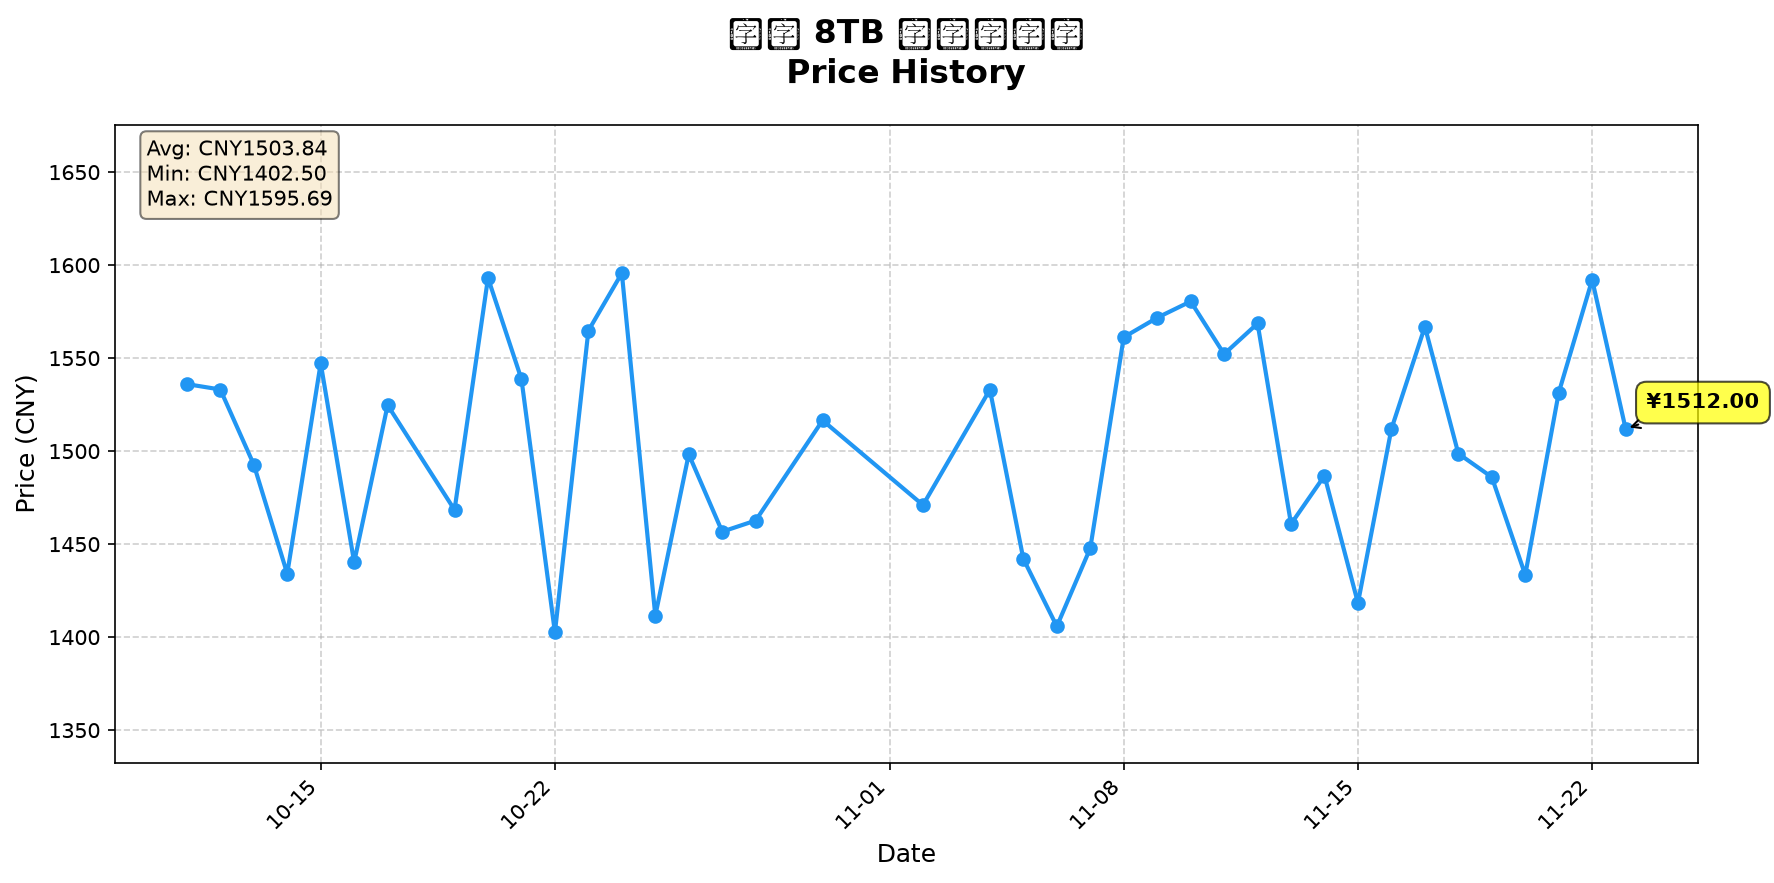 8TB
Price History
Avg: CNY1503.84
Min: CNY1402.50
Max: CNY1595.69
1650
1600
1550
1500
1450
1400
1350
Price (CNY)
¥1512.00
10-15
10-22
11-01
11-08
11-15
11-22
Date